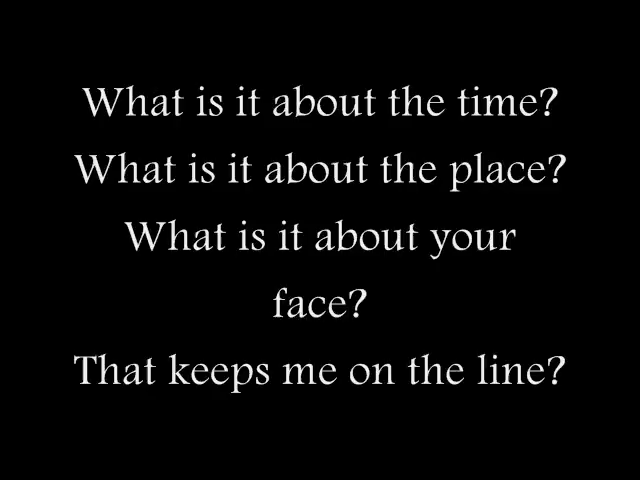 What is it about the time?
What is it about the place?
What is it about your
face?
That keeps me on the line?